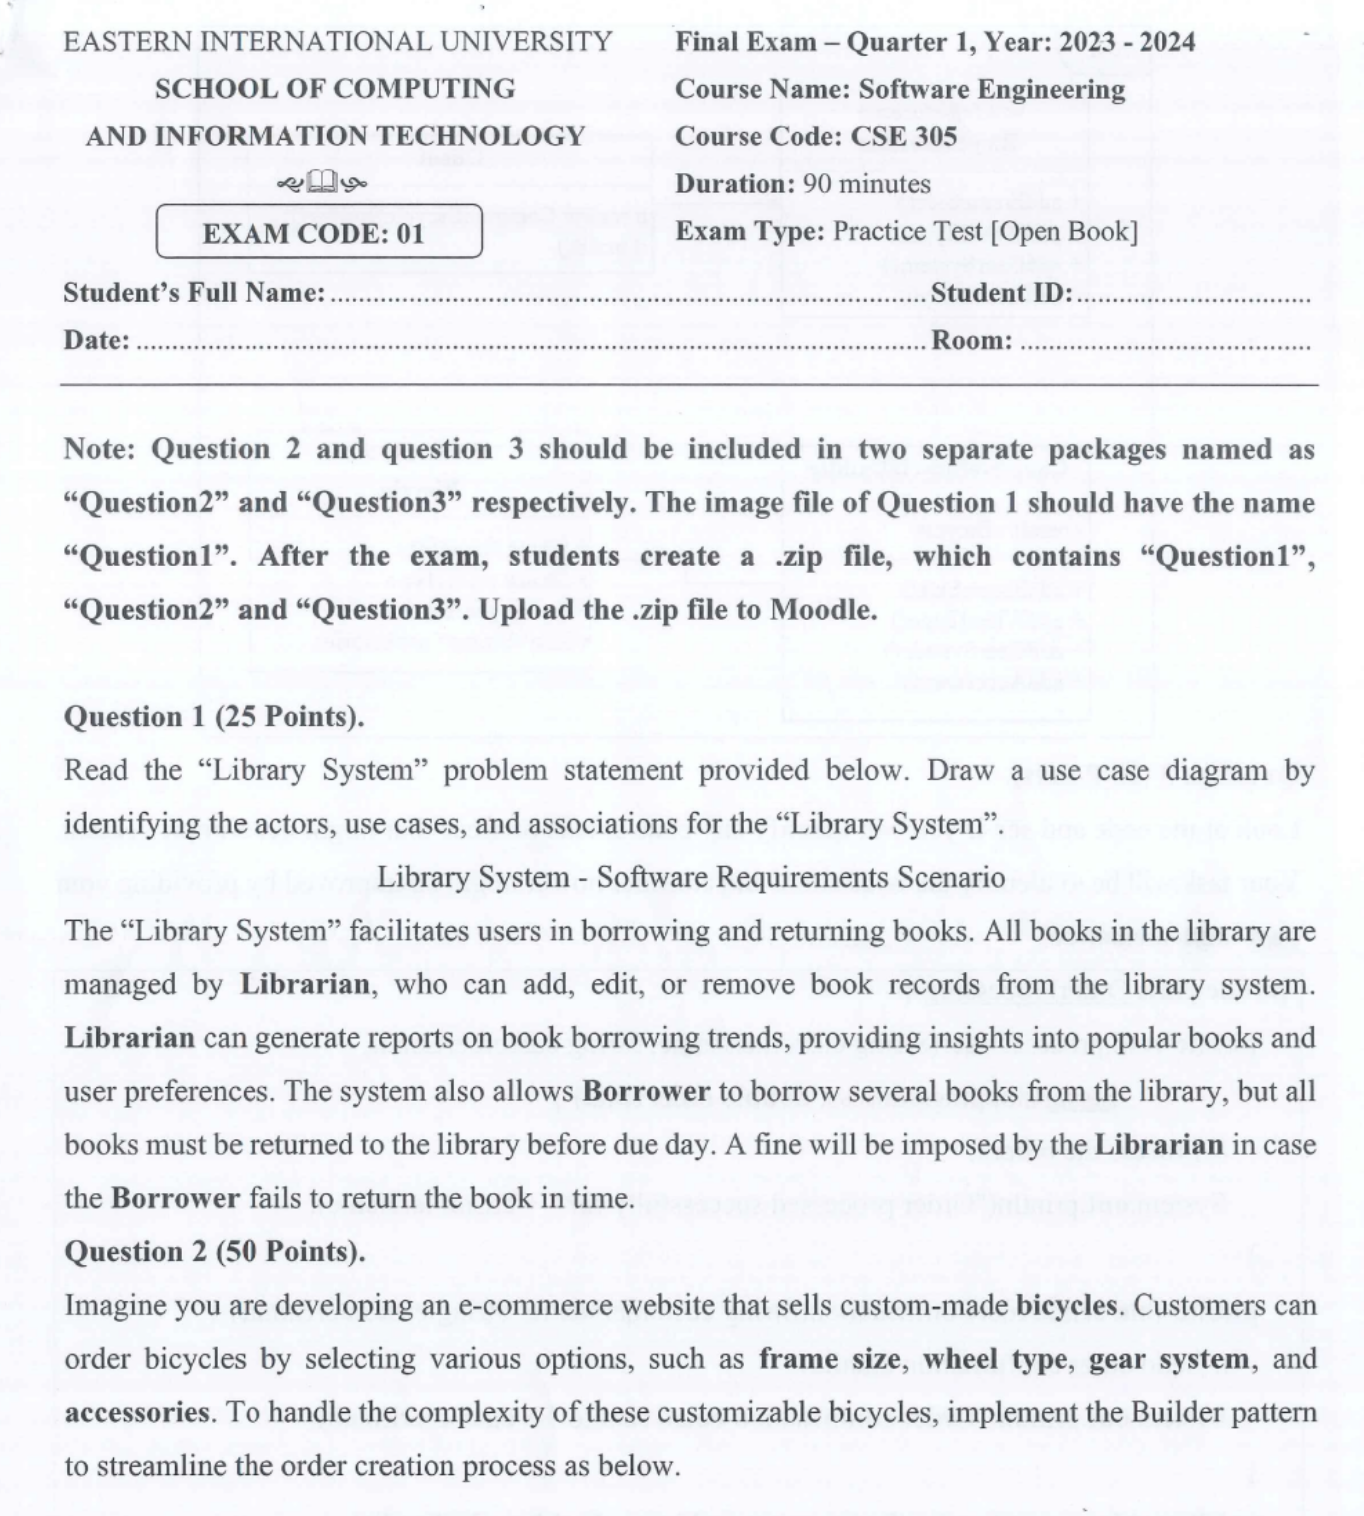 EASTERN INTERNATIONAL UNIVERSITY
SCHOOL OF COMPUTING
AND INFORMATION TECHNOLOGY
EXAM CODE: 01
Final Exam – Quarter 1, Year: 2023 - 2024
Course Name: Software Engineering
Course Code: CSE 305
Duration: 90 minutes
Exam Type: Practice Test [Open Book]
Student’s Full Name: ........................................ Student ID: ....................
Date: ........................................ Room: ....................
Note: Question 2 and question 3 should be included in two separate packages named as
“Question2” and “Question3” respectively. The image file of Question 1 should have the name
“Question1”. After the exam, students create a .zip file, which contains “Question1”,
“Question2” and “Question3”. Upload the .zip file to Moodle.
Question 1 (25 Points).
Read the “Library System” problem statement provided below. Draw a use case diagram by
identifying the actors, use cases, and associations for the “Library System”.
Library System - Software Requirements Scenario
The “Library System” facilitates users in borrowing and returning books. All books in the library are
managed by Librarian, who can add, edit, or remove book records from the library system.
Librarian can generate reports on book borrowing trends, providing insights into popular books and
user preferences. The system also allows Borrower to borrow several books from the library, but all
books must be returned to the library before due day. A fine will be imposed by the Librarian in case
the Borrower fails to return the book in time.
Question 2 (50 Points).
Imagine you are developing an e-commerce website that sells custom-made bicycles. Customers can
order bicycles by selecting various options, such as frame size, wheel type, gear system, and
accessories. To handle the complexity of these customizable bicycles, implement the Builder pattern
to streamline the order creation process as below.